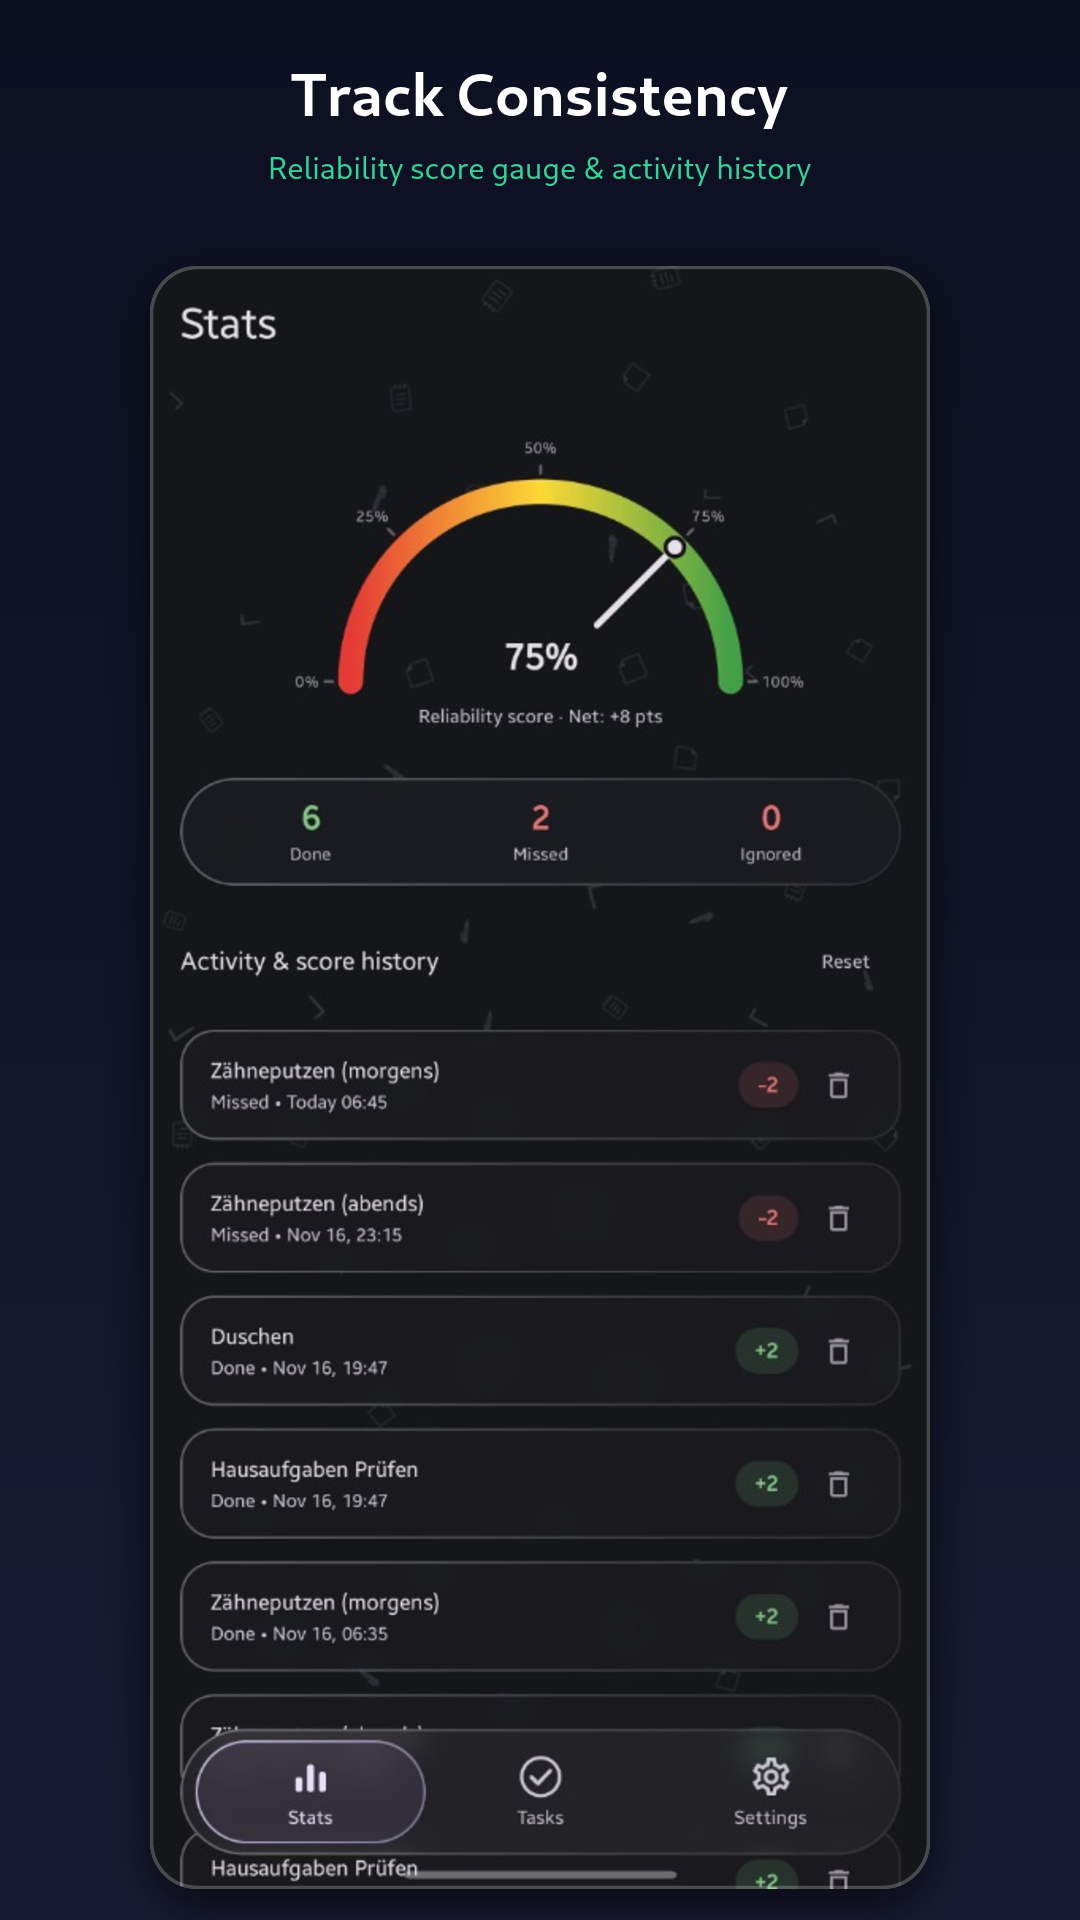 Track Consistency
Reliability score gauge & activity history
Stats
50%
25%
75%
0%
100%
75%
Reliability score · Net: +8 pts
6 2 0
Done Missed Ignored
Activity & score history Reset
Zähneputzen (morgens)
Missed • Today 06:45
-2
Zähneputzen (abends)
Missed • Nov 16, 23:15
-2
Duschen
Done • Nov 16, 19:47
+2
Hausaufgaben Prüfen
Done • Nov 16, 19:47
+2
Zähneputzen (morgens)
Done • Nov 16, 06:35
+2
Stats Tasks Settings
Hausaufgaben Prüfen
+2